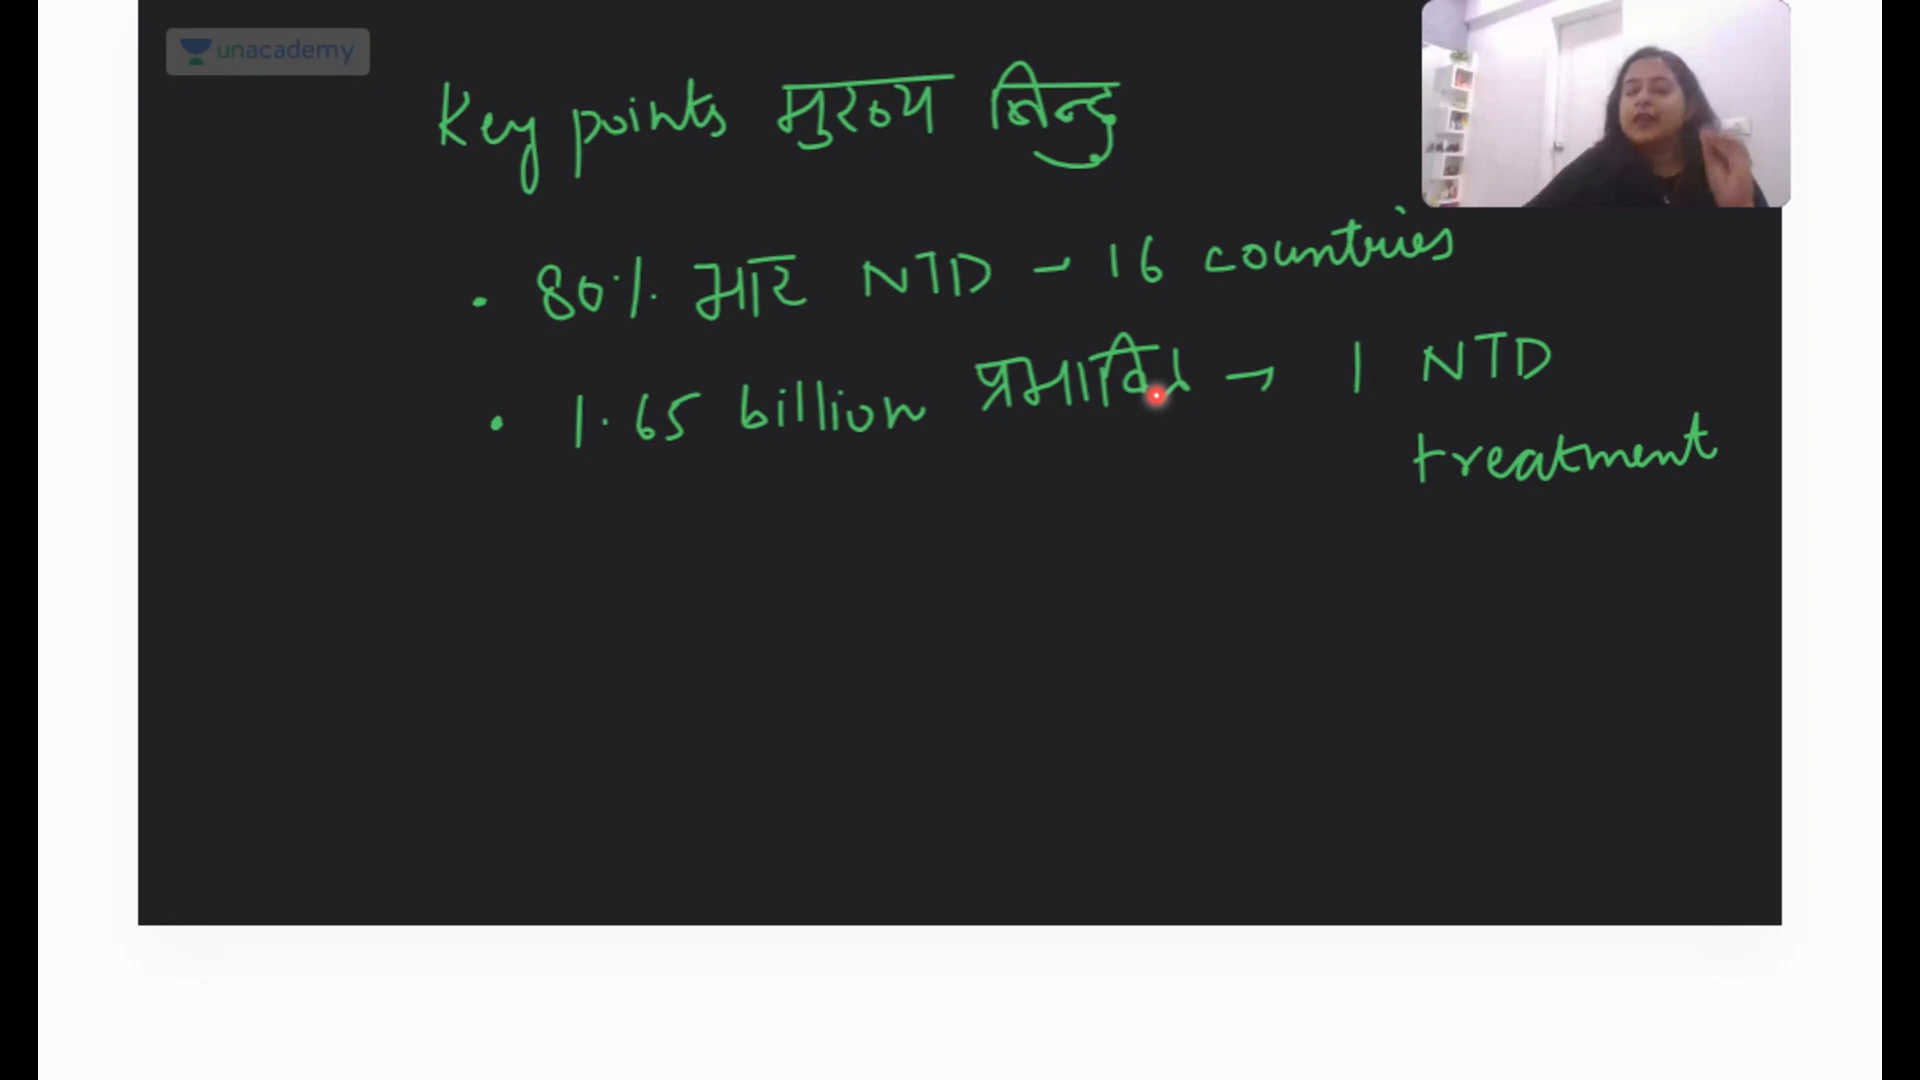 unacademy
Key points मुख्य बिन्दु
• 80% भार NTD → 16 countries
• 1.65 billion प्रभावित → 1 NTD
treatment